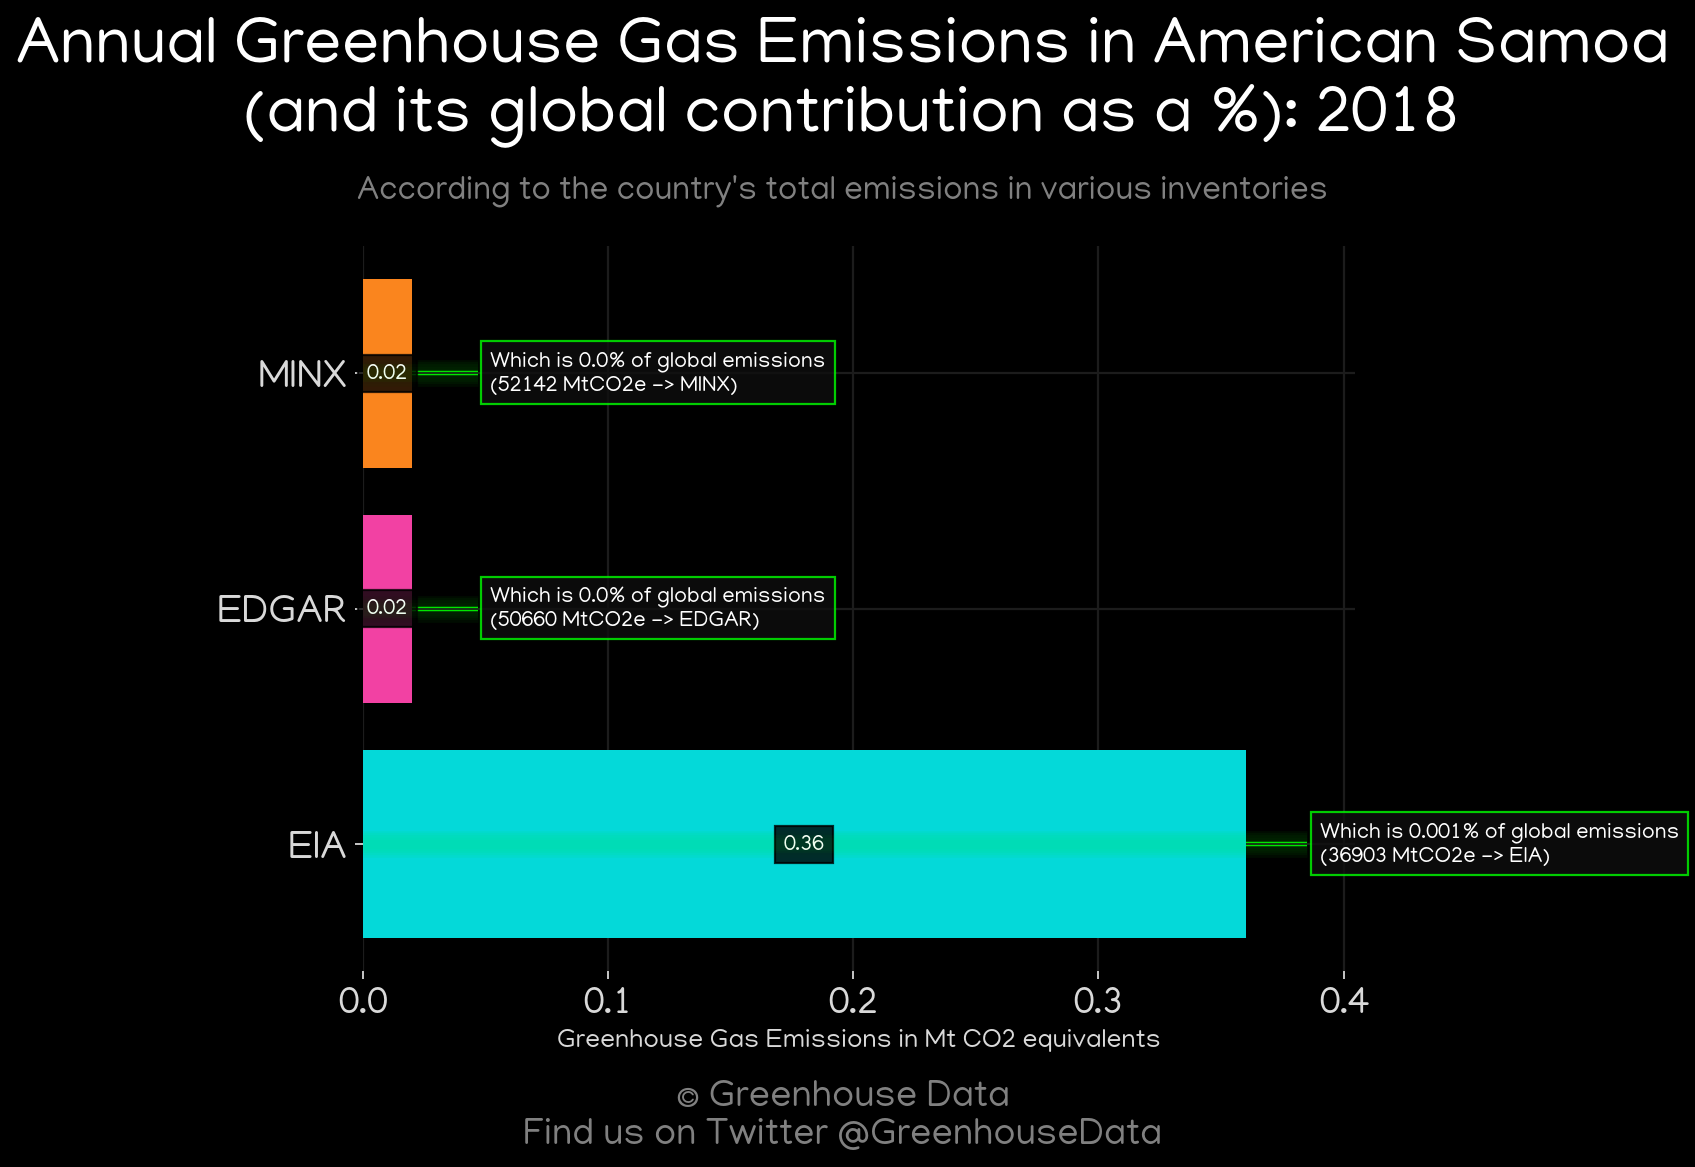 Annual Greenhouse Gas Emissions in American Samoa
(and its global contribution as a %): 2018
According to the country's total emissions in various inventories
MINX
0.02
Which is 0.0% of global emissions
(52142 MtCO2e -> MINX)
EDGAR
0.02
Which is 0.0% of global emissions
(50660 MtCO2e -> EDGAR)
EIA
0.36
Which is 0.001% of global emissions
(36903 MtCO2e -> EIA)
0.0 0.1 0.2 0.3 0.4
Greenhouse Gas Emissions in Mt CO2 equivalents
© Greenhouse Data
Find us on Twitter @GreenhouseData